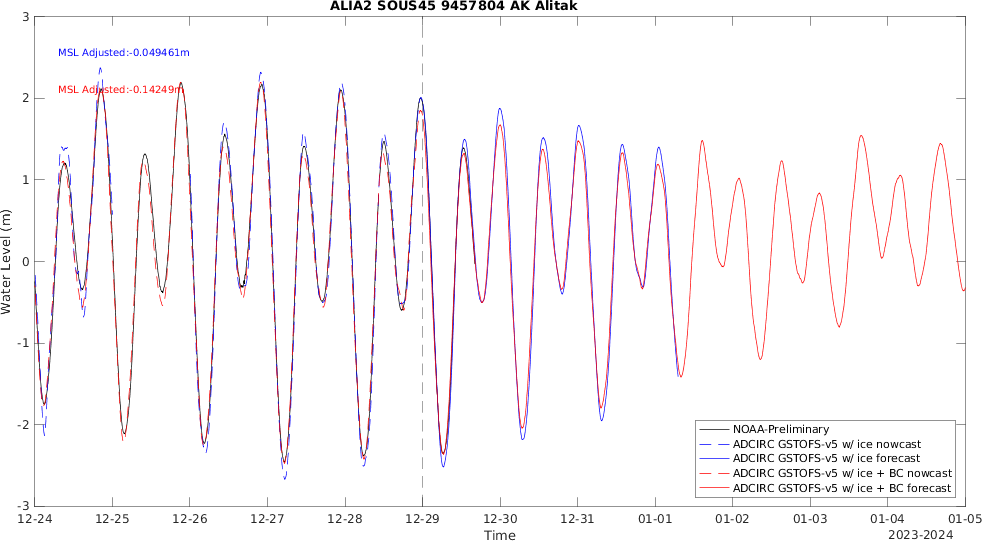 ALIA2 SOUS45 9457804 AK Alitak
MSL Adjusted:-0.049461m
MSL Adjusted:-0.14249m
Water Level (m)
3
2
1
0
-1
-2
-3
NOAA-Preliminary
ADCIRC GSTOFS-v5 w/ ice nowcast
ADCIRC GSTOFS-v5 w/ ice forecast
ADCIRC GSTOFS-v5 w/ ice + BC nowcast
ADCIRC GSTOFS-v5 w/ ice + BC forecast
12-24 12-25 12-26 12-27 12-28 12-29 12-30 12-31 01-01 01-02 01-03 01-04 01-05
Time
2023-2024